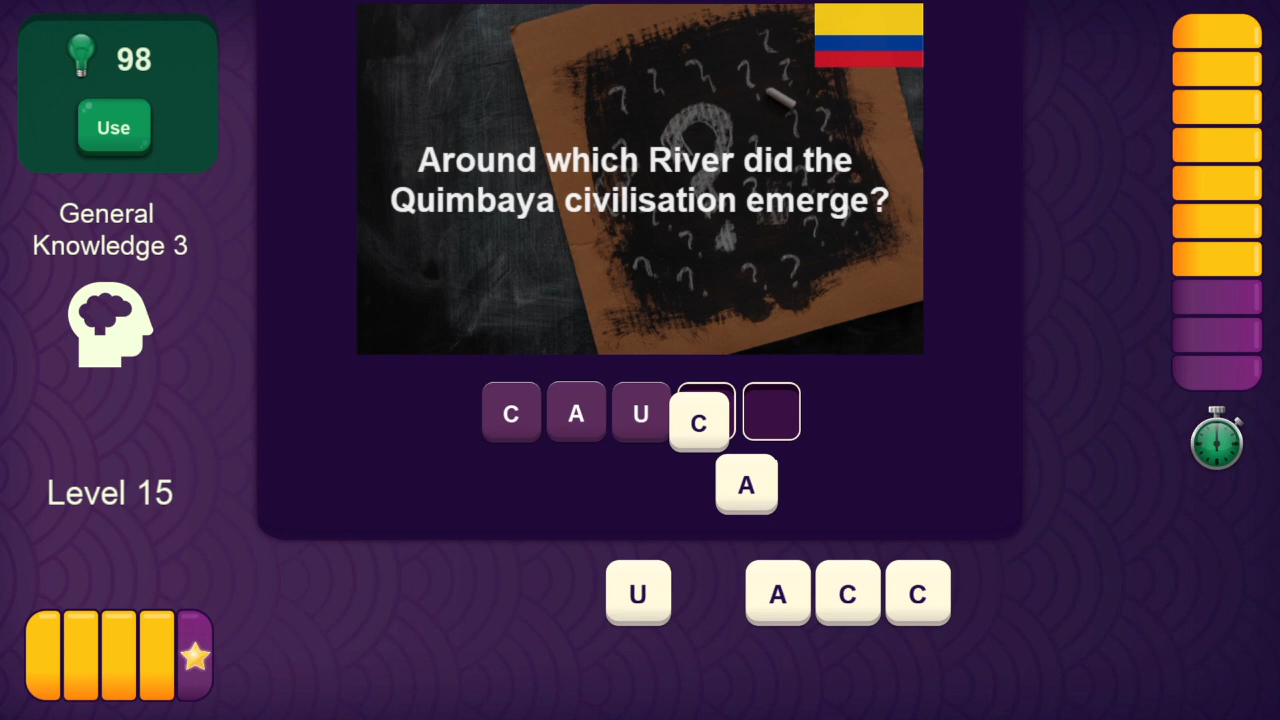 98
Use
General
Knowledge 3
Level 15
Around which River did the
Quimbaya civilisation emerge?
C A U C
A
U A C C